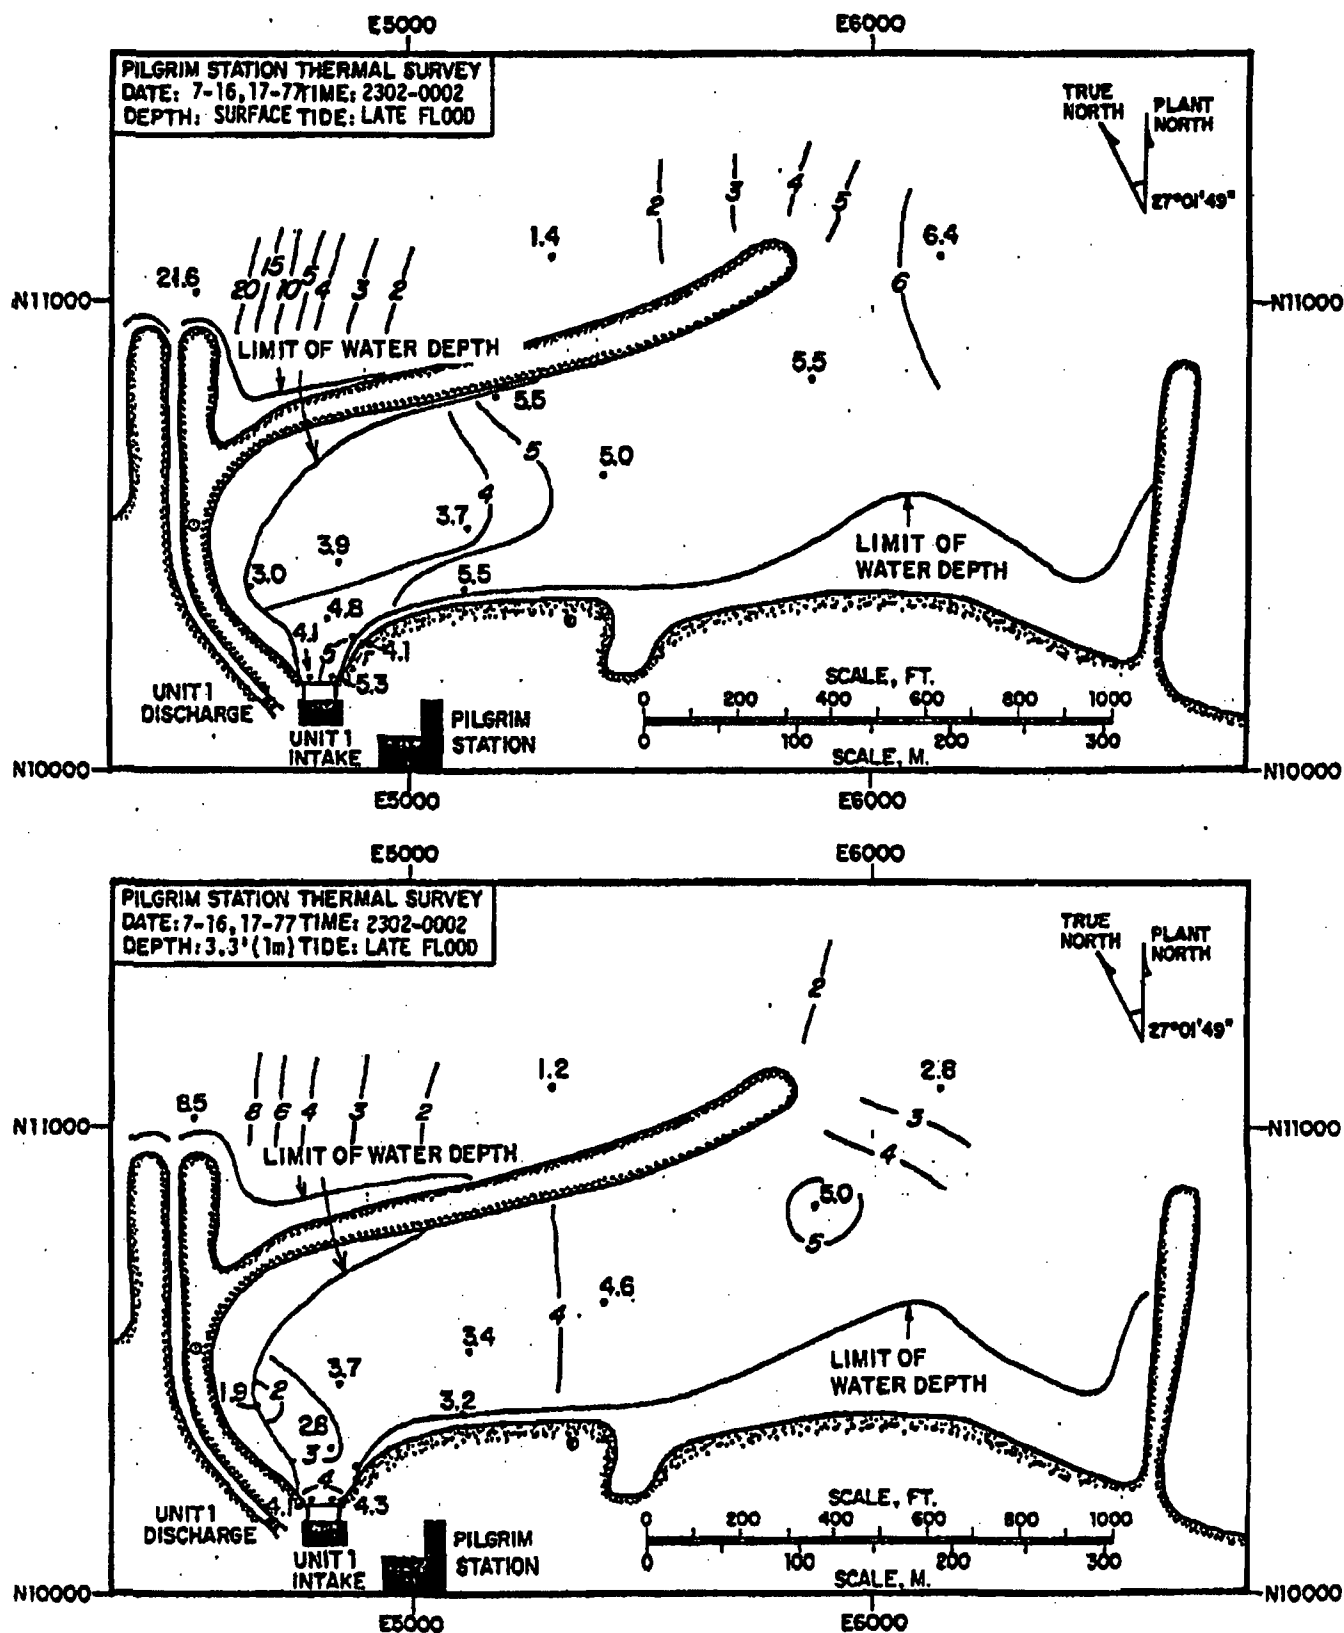 E5000
E6000
PILGRIM STATION THERMAL SURVEY
DATE: 7-16, 17-77 TIME: 2302-0002
DEPTH: SURFACE TIDE: LATE FLOOD
TRUE NORTH
PLANT NORTH
27°01'49"
2
3
4
5
1.4
6.4
21.6
20
15
10
5
4
3
2
6
N11000
N11000
LIMIT OF WATER DEPTH
5.5
5.5
5
5.0
4
3.7
3.9
LIMIT OF
WATER DEPTH
3.0
5.5
4.8
4.1
5
4.1
5.3
UNIT 1
DISCHARGE
UNIT 1
INTAKE
PILGRIM
STATION
SCALE, FT.
0 200 400 600 800 1000
0 100 200 300
SCALE, M.
N10000
N10000
E5000
E6000
E5000
E6000
PILGRIM STATION THERMAL SURVEY
DATE: 7-16, 17-77 TIME: 2302-0002
DEPTH: 3.3' (1m) TIDE: LATE FLOOD
TRUE NORTH
PLANT NORTH
27°01'49"
2
1.2
2.8
8.5
8
6
4
3
2
3
N11000
N11000
LIMIT OF WATER DEPTH
4
5.0
5
4.6
4
3.4
3.7
LIMIT OF
WATER DEPTH
1.9
2
3.2
2.8
3
4
4.1
4.3
UNIT 1
DISCHARGE
UNIT 1
INTAKE
PILGRIM
STATION
SCALE, FT.
0 200 400 600 800 1000
0 100 200 300
SCALE, M.
N10000
N10000
E5000
E6000